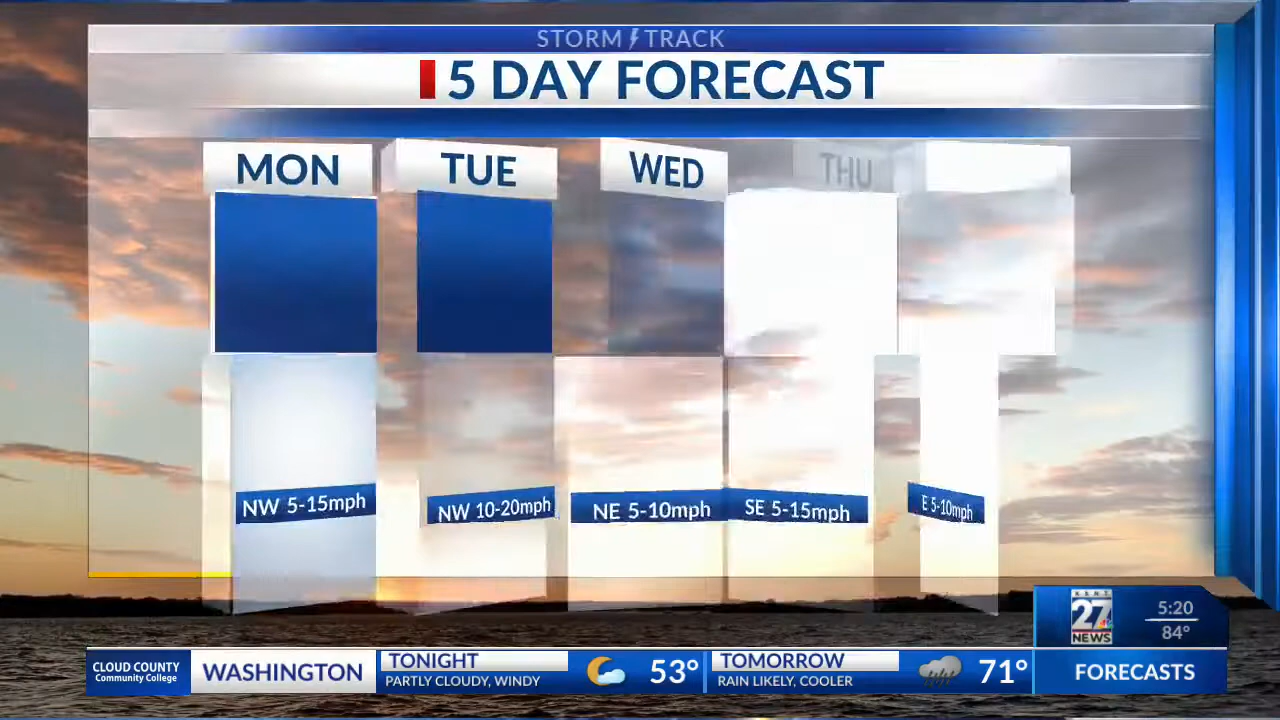 STORM TRACK
5 DAY FORECAST
MON TUE WED THU
NW 5-15mph NW 10-20mph NE 5-10mph SE 5-15mph E 5-10mph
KSNT
27
NEWS
5:20
84°
CLOUD COUNTY
Community College
WASHINGTON
TONIGHT
PARTLY CLOUDY, WINDY
53°
TOMORROW
RAIN LIKELY, COOLER
71°
FORECASTS